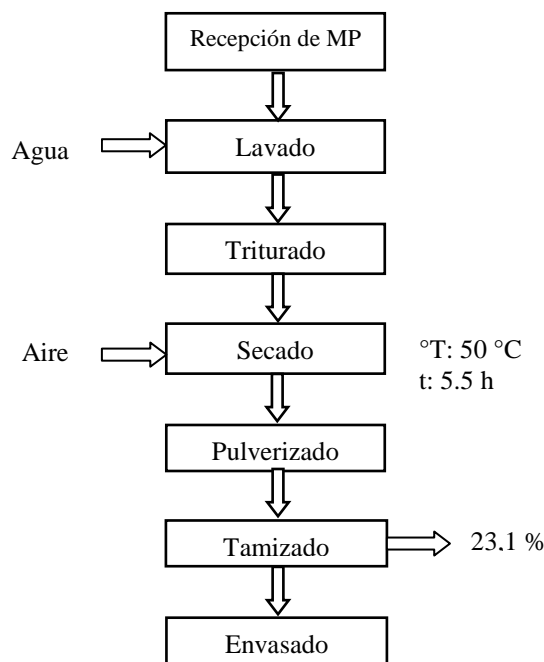 Recepción de MP
Agua
Lavado
Triturado
Aire
Secado
°T: 50 °C
t: 5.5 h
Pulverizado
Tamizado
23,1 %
Envasado